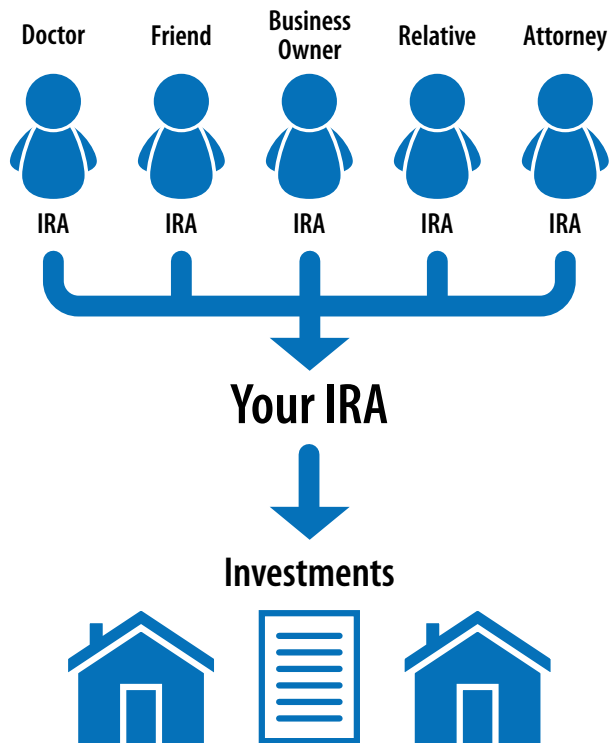 Doctor
Friend
Business
Owner
Relative
Attorney
IRA
IRA
IRA
IRA
IRA
Your IRA
Investments